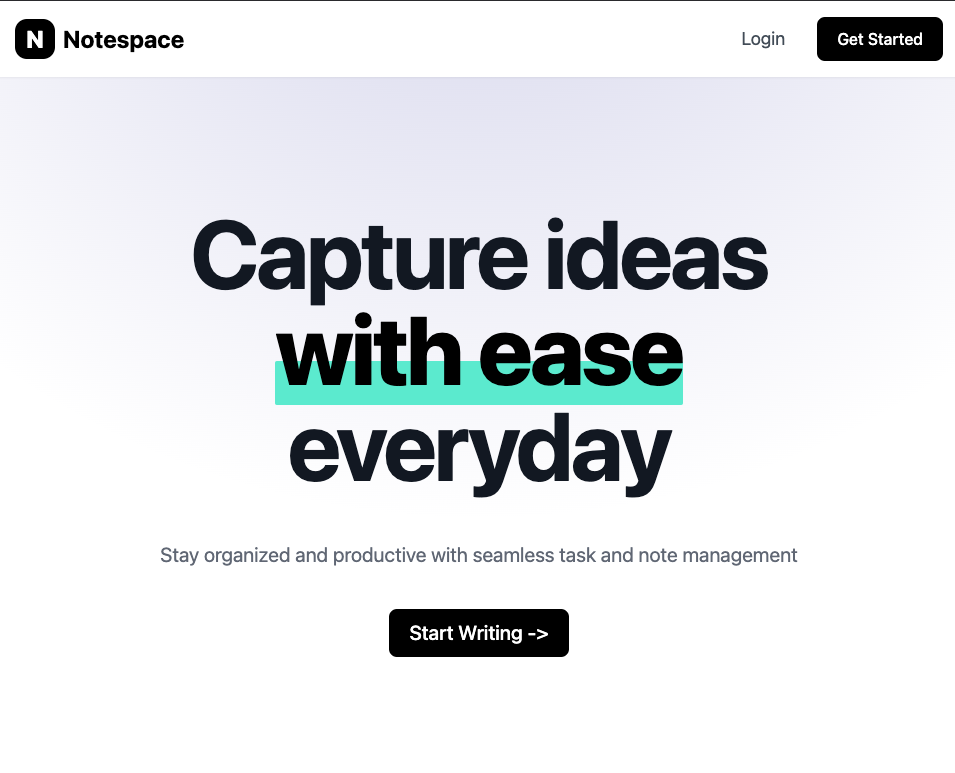 N Notespace
Login
Get Started
Capture ideas
with ease
everyday
Stay organized and productive with seamless task and note management
Start Writing ->